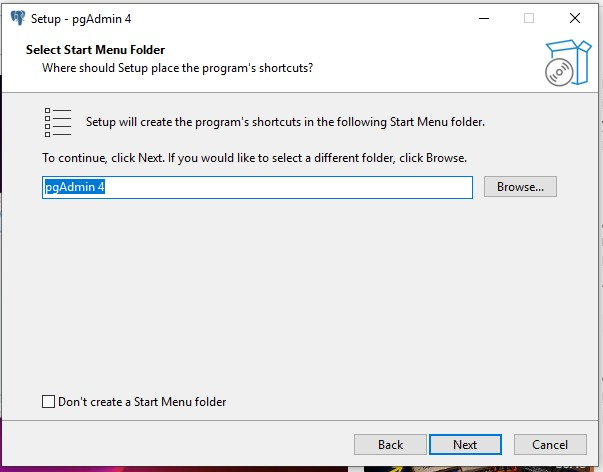 Setup - pgAdmin 4
Select Start Menu Folder
Where should Setup place the program's shortcuts?
Setup will create the program's shortcuts in the following Start Menu folder.
To continue, click Next. If you would like to select a different folder, click Browse.
pgAdmin 4
Browse...
Don't create a Start Menu folder
Back
Next
Cancel